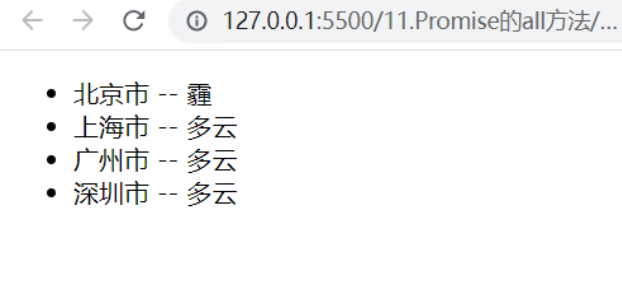 127.0.0.1:5500/11.Promise的all方法/...
北京市 -- 霾
上海市 -- 多云
广州市 -- 多云
深圳市 -- 多云